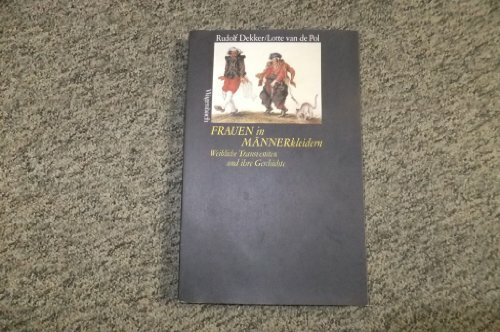 Rudolf Dekker/Lotte van de Pol
Wagenbach
FRAUEN in
MÄNNERkleidern
Weibliche Transvestiten
und ihre Geschichte